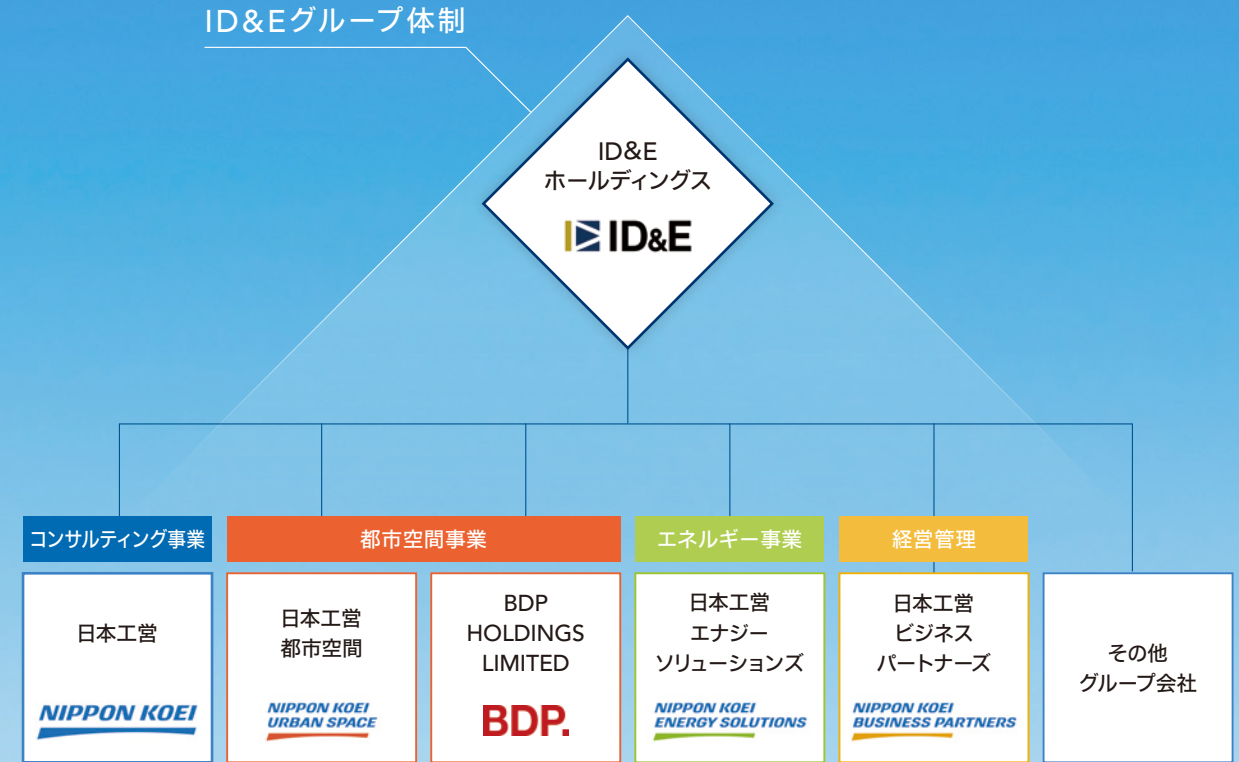 ID&Eグループ体制
ID&E
ホールディングス
ID&E
コンサルティング事業
日本工営
NIPPON KOEI
都市空間事業
日本工営
都市空間
NIPPON KOEI
URBAN SPACE
BDP
HOLDINGS
LIMITED
BDP.
エネルギー事業
日本工営
エナジー
ソリューションズ
NIPPON KOEI
ENERGY SOLUTIONS
経営管理
日本工営
ビジネス
パートナーズ
NIPPON KOEI
BUSINESS PARTNERS
その他
グループ会社